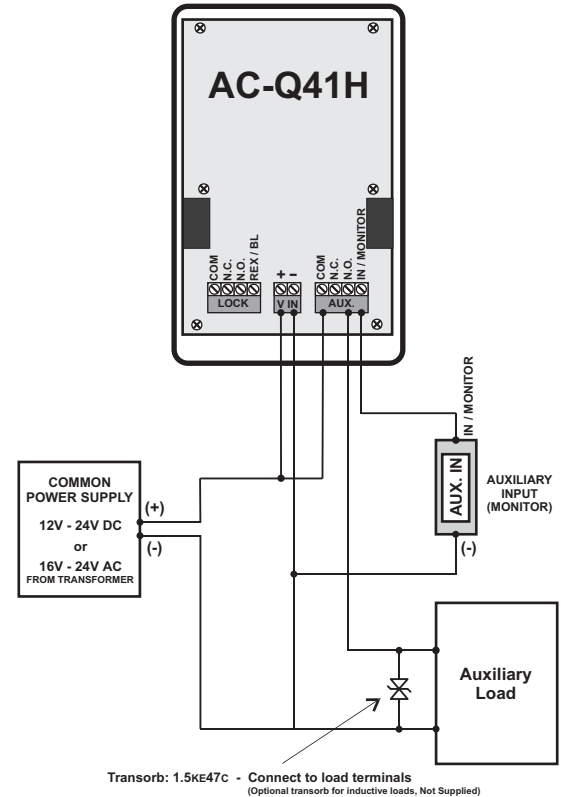 AC-Q41H
COM
N.C.
N.O.
REX / BL
LOCK
+ –
V IN
COM
N.C.
N.O.
IN / MONITOR
AUX.
IN / MONITOR
AUX. IN
AUXILIARY
INPUT
(MONITOR)
(-)
COMMON
POWER SUPPLY
12V - 24V DC
or
16V - 24V AC
FROM TRANSFORMER
(+)
(-)
Auxiliary
Load
Transorb: 1.5KE47C - Connect to load terminals
(Optional transorb for inductive loads, Not Supplied)